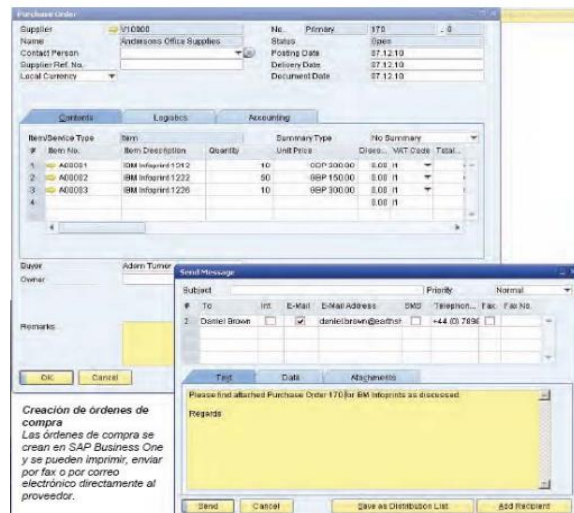 Purchase Order
Supplier V10000 No. Primary 170 - 0
Name Andersons Office Supplies Status Open
Contact Person Posting Date 07.12.10
Supplier Ref. No. Delivery Date 07.12.10
Local Currency Document Date 07.12.10
Contents Logistics Accounting
Item/Service Type Item Summary Type No Summary
# Item No. Item Description Quantity Unit Price Disco... VAT Code Total...
1 A00001 IBM Infoprint 1312 10 GBP 200.00 0.00 I1
2 A00002 IBM Infoprint 1222 50 GBP 150.00 0.00 I1
3 A00003 IBM Infoprint 1226 10 GBP 300.00 0.00 I1
4 0.00 I1
Buyer Adam Turner
Owner
Remarks
OK Cancel
Send Message
Subject Priority Normal
# To Int. E-Mail E-Mail Address SMS Telephon... Fax Fax No.
Daniel Brown daniel.brown@earthsr +44 (0) 7896
Text Data Attachments
Please find attached Purchase Order 170 for IBM Infoprints as discussed
Regards
Send Cancel Save as Distribution List Add Recipient
Creación de órdenes de
compra
Las órdenes de compra se
crean en SAP Business One
y se pueden imprimir, enviar
por fax o por correo
electrónico directamente al
proveedor.